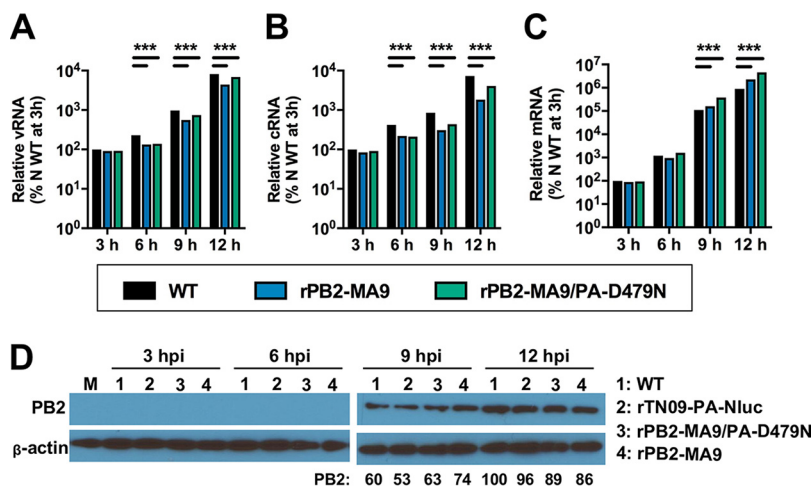 A
B
C
***
***
***
***
***
***
***
***
Relative vRNA
(% N WT at 3h)
10⁴
10³
10²
10¹
10⁰
3 h 6 h 9 h 12 h
Relative cRNA
(% N WT at 3h)
10⁴
10³
10²
10¹
10⁰
3 h 6 h 9 h 12 h
Relative mRNA
(% N WT at 3h)
10⁷
10⁶
10⁵
10⁴
10³
10²
10¹
10⁰
3 h 6 h 9 h 12 h
WT rPB2-MA9 rPB2-MA9/PA-D479N
D
3 hpi 6 hpi 9 hpi 12 hpi
M 1 2 3 4 1 2 3 4 1 2 3 4 1 2 3 4
PB2
β-actin
PB2: 60 53 63 74 100 96 89 86
1: WT
2: rTN09-PA-Nluc
3: rPB2-MA9/PA-D479N
4: rPB2-MA9